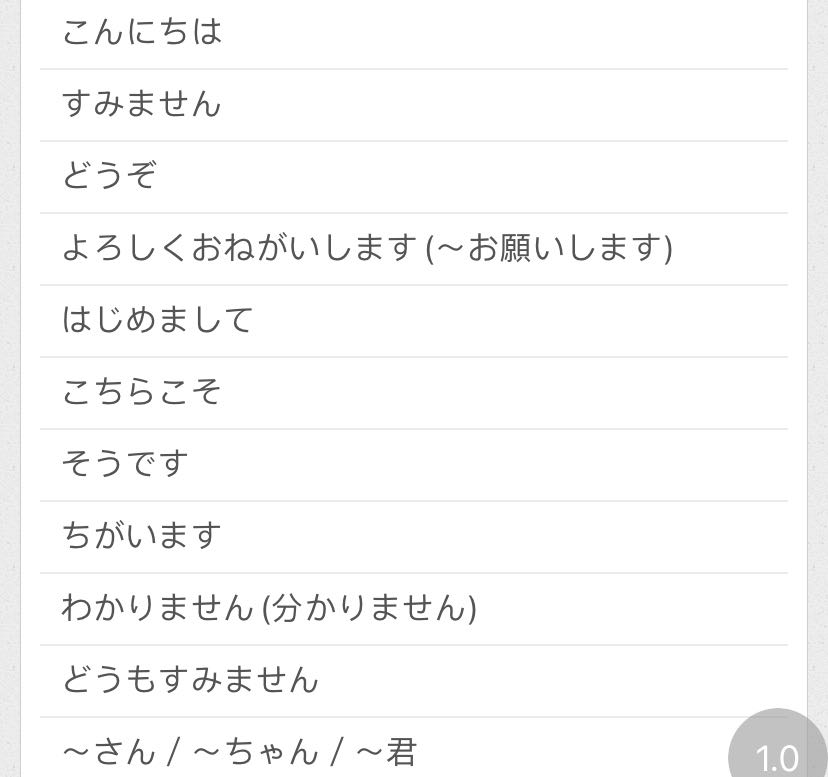 こんにちは
すみません
どうぞ
よろしくおねがいします (～お願いします)
はじめまして
こちらこそ
そうです
ちがいます
わかりません (分かりません)
どうもすみません
～さん / ～ちゃん / ～君
1.0